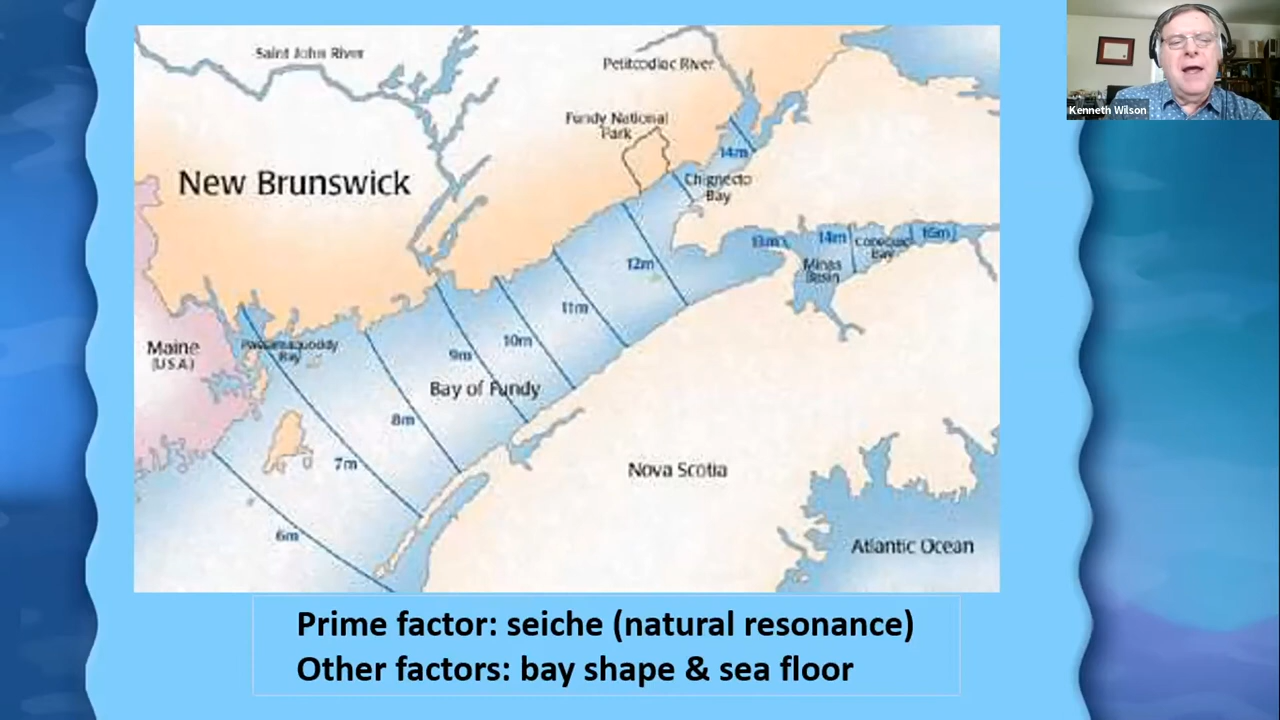 Saint John River
Petitcodiac River
Kenneth Wilson
Fundy National
Park
14m
New Brunswick
Chignecto
Bay
13m
14m
Cobequid
Bay
16m
Minas
Basin
12m
11m
Maine
(U.S.A)
Passamaquoddy
Bay
10m
9m
Bay of Fundy
8m
7m
Nova Scotia
6m
Atlantic Ocean
Prime factor: seiche (natural resonance)
Other factors: bay shape & sea floor